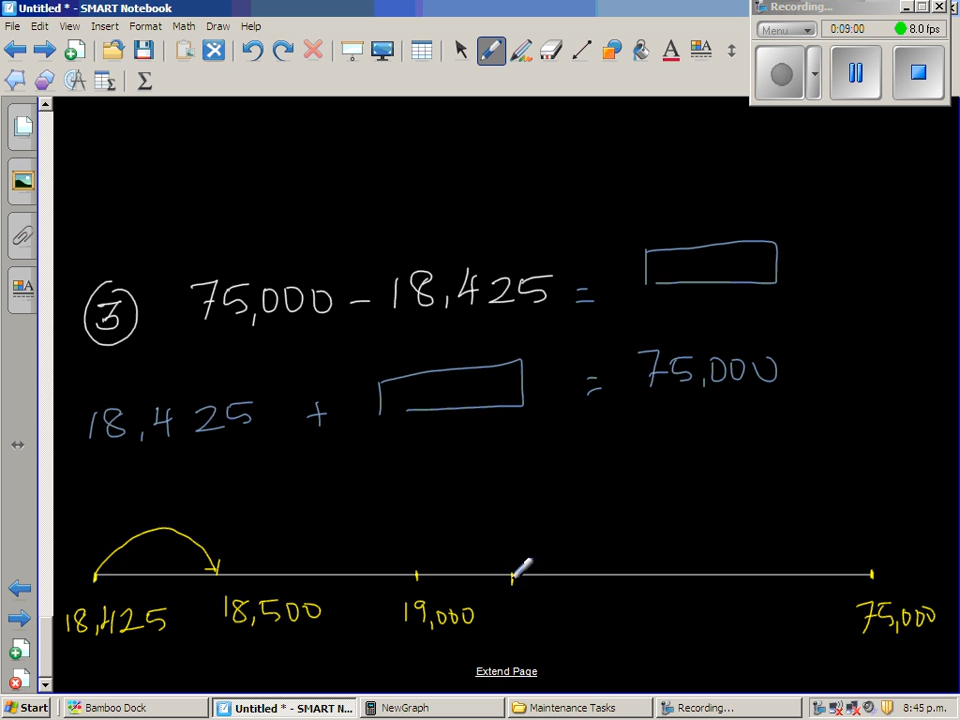 Untitled * - SMART Notebook
Recording...
File Edit View Insert Format Math Draw Help
Menu 0:09:00 8.0 fps
3 75,000 - 18,425 =
18,425 + = 75,000
18,425 18,500 19,000 75,000
Extend Page
Start Bamboo Dock Untitled * - SMART N... NewGraph Maintenance Tasks Recording... 8:45 p.m.